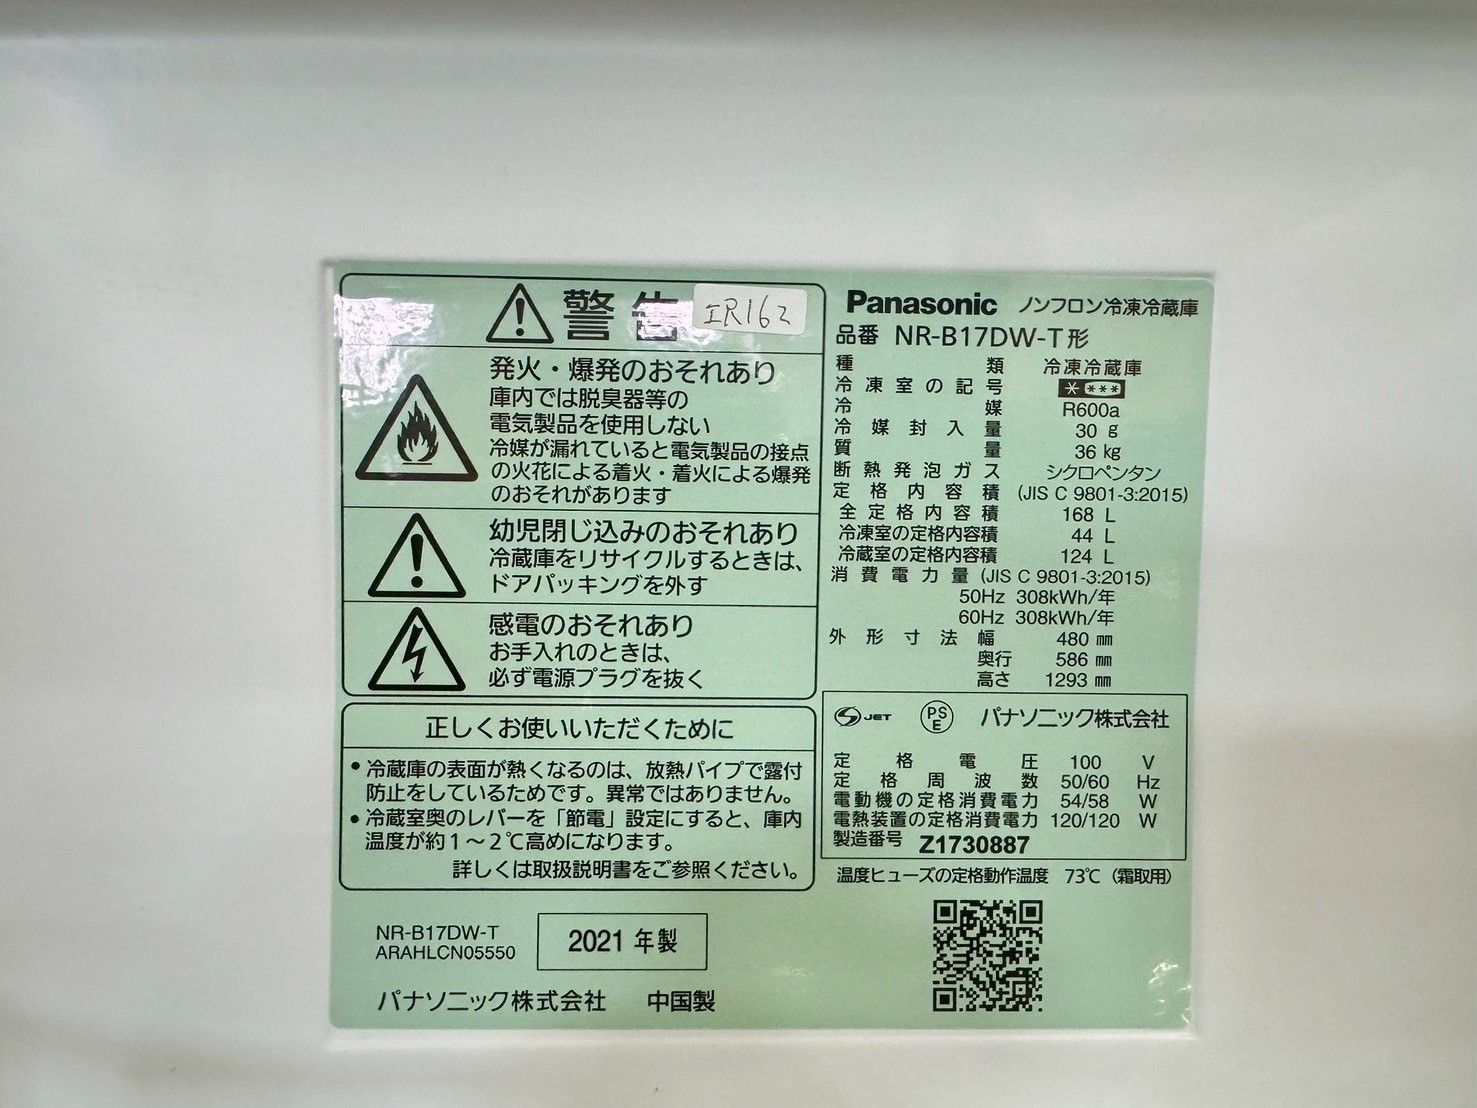 警告
エR162
発火・爆発のおそれあり
庫内では脱臭器等の
電気製品を使用しない
冷媒が漏れていると電気製品の接点
の火花による着火・着火による爆発
のおそれがあります
幼児閉じ込みのおそれあり
冷蔵庫をリサイクルするときは、
ドアパッキングを外す
感電のおそれあり
お手入れのときは、
必ず電源プラグを抜く
正しくお使いいただくために
• 冷蔵庫の表面が熱くなるのは、放熱パイプで露付
防止をしているためです。異常ではありません。
• 冷蔵室奥のレバーを「節電」設定にすると、庫内
温度が約1～2℃高めになります。
詳しくは取扱説明書をご参照ください。
NR-B17DW-T
ARAHLCN05550
2021 年製
パナソニック株式会社 中国製
Panasonic ノンフロン冷凍冷蔵庫
品番 NR-B17DW-T形
種類 冷凍冷蔵庫
冷凍室の記号 * ***
冷媒 R600a
冷媒封入量 30 g
質量 36 kg
断熱発泡ガス シクロペンタン
定格内容積 (JIS C 9801-3:2015)
全定格内容積 168 L
冷凍室の定格内容積 44 L
冷蔵室の定格内容積 124 L
消費電力量 (JIS C 9801-3:2015)
50Hz 308kWh/年
60Hz 308kWh/年
外形寸法幅 480 mm
奥行 586 mm
高さ 1293 mm
S JET PS E パナソニック株式会社
定格電圧 100 V
定格周波数 50/60 Hz
電動機の定格消費電力 54/58 W
電熱装置の定格消費電力 120/120 W
製造番号 Z1730887
温度ヒューズの定格動作温度 73℃ (霜取用)